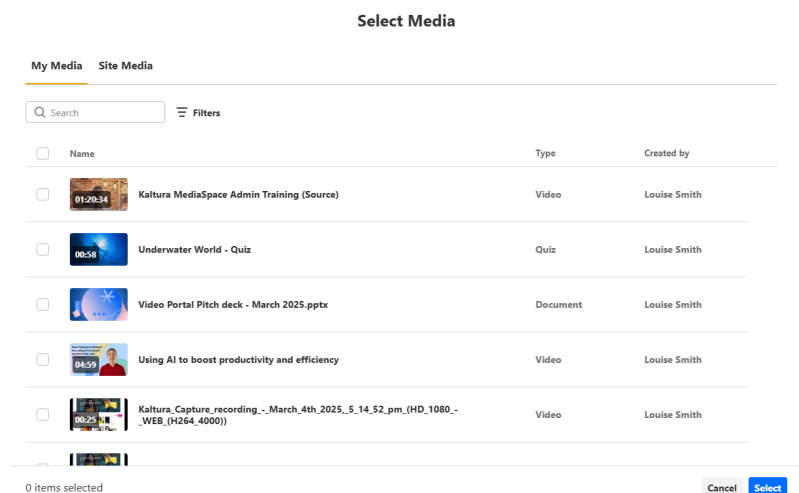 Select Media
My Media Site Media
Search Filters
Name Type Created by
01:20:34 Kaltura MediaSpace Admin Training (Source) Video Louise Smith
00:58 Underwater World - Quiz Quiz Louise Smith
Video Portal Pitch deck - March 2025.pptx Document Louise Smith
04:59 Using AI to boost productivity and efficiency Video Louise Smith
00:25 Kaltura_Capture_recording_-_March_4th_2025,_5_14_52_pm_(HD_1080_-
_WEB_(H264_4000)) Video Louise Smith
0 items selected Cancel Select